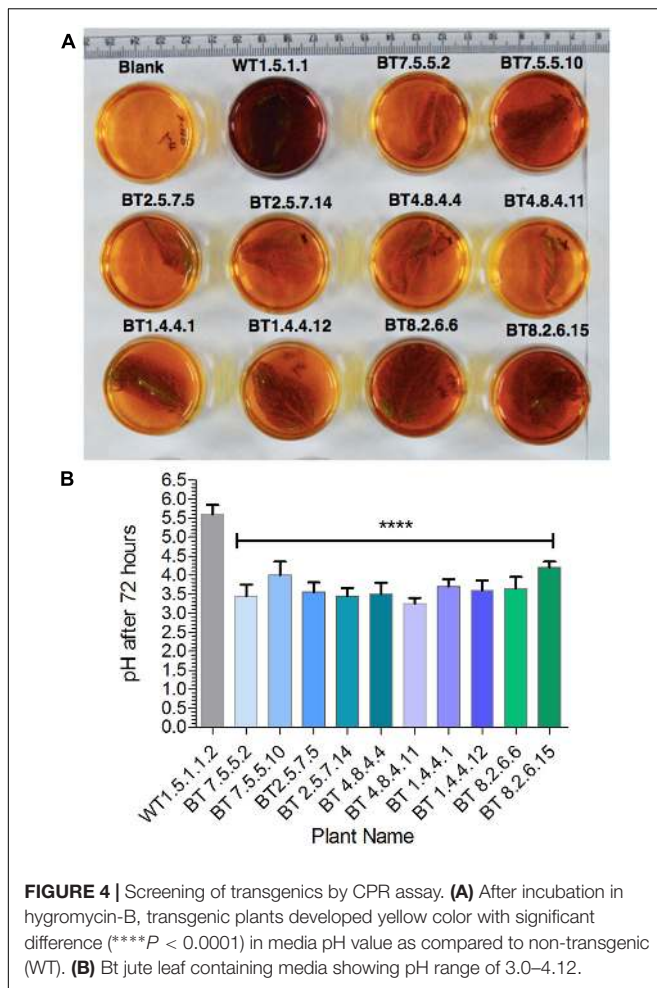 A
Blank WT1.5.1.1 BT7.5.5.2 BT7.5.5.10
BT2.5.7.5 BT2.5.7.14 BT4.8.4.4 BT4.8.4.11
BT1.4.4.1 BT1.4.4.12 BT8.2.6.6 BT8.2.6.15
B
pH after 72 hours
6.5
6.0
5.5
5.0
4.5
4.0
3.5
3.0
2.5
2.0
1.5
1.0
0.5
0.0
****
WT1.5.1.1.2
BT 7.5.5.2
BT 7.5.5.10
BT2.5.7.5
BT 2.5.7.14
BT 4.8.4.4
BT 4.8.4.11
BT 1.4.4.1
BT 1.4.4.12
BT 8.2.6.6
BT 8.2.6.15
Plant Name
FIGURE 4 | Screening of transgenics by CPR assay. (A) After incubation in
hygromycin-B, transgenic plants developed yellow color with significant
difference (****P < 0.0001) in media pH value as compared to non-transgenic
(WT). (B) Bt jute leaf containing media showing pH range of 3.0–4.12.